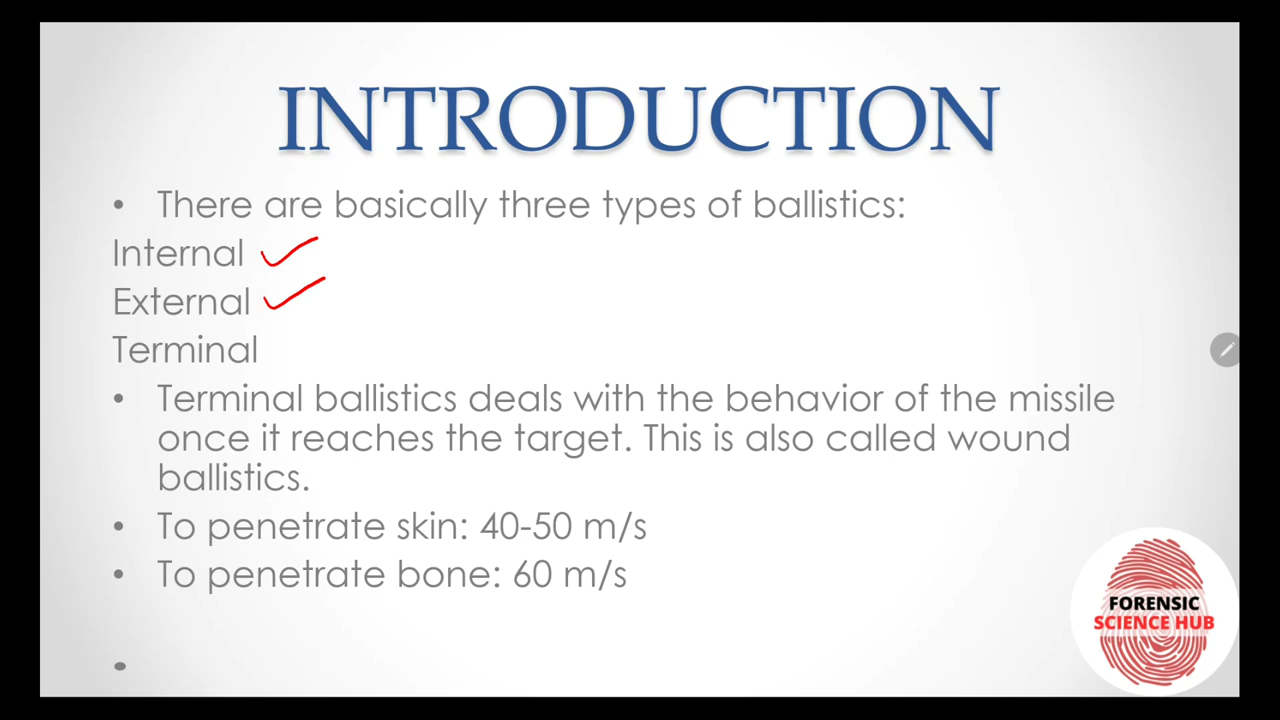 INTRODUCTION
• There are basically three types of ballistics:
Internal
External
Terminal
• Terminal ballistics deals with the behavior of the missile
once it reaches the target. This is also called wound
ballistics.
• To penetrate skin: 40-50 m/s
• To penetrate bone: 60 m/s
•
FORENSIC
SCIENCE HUB